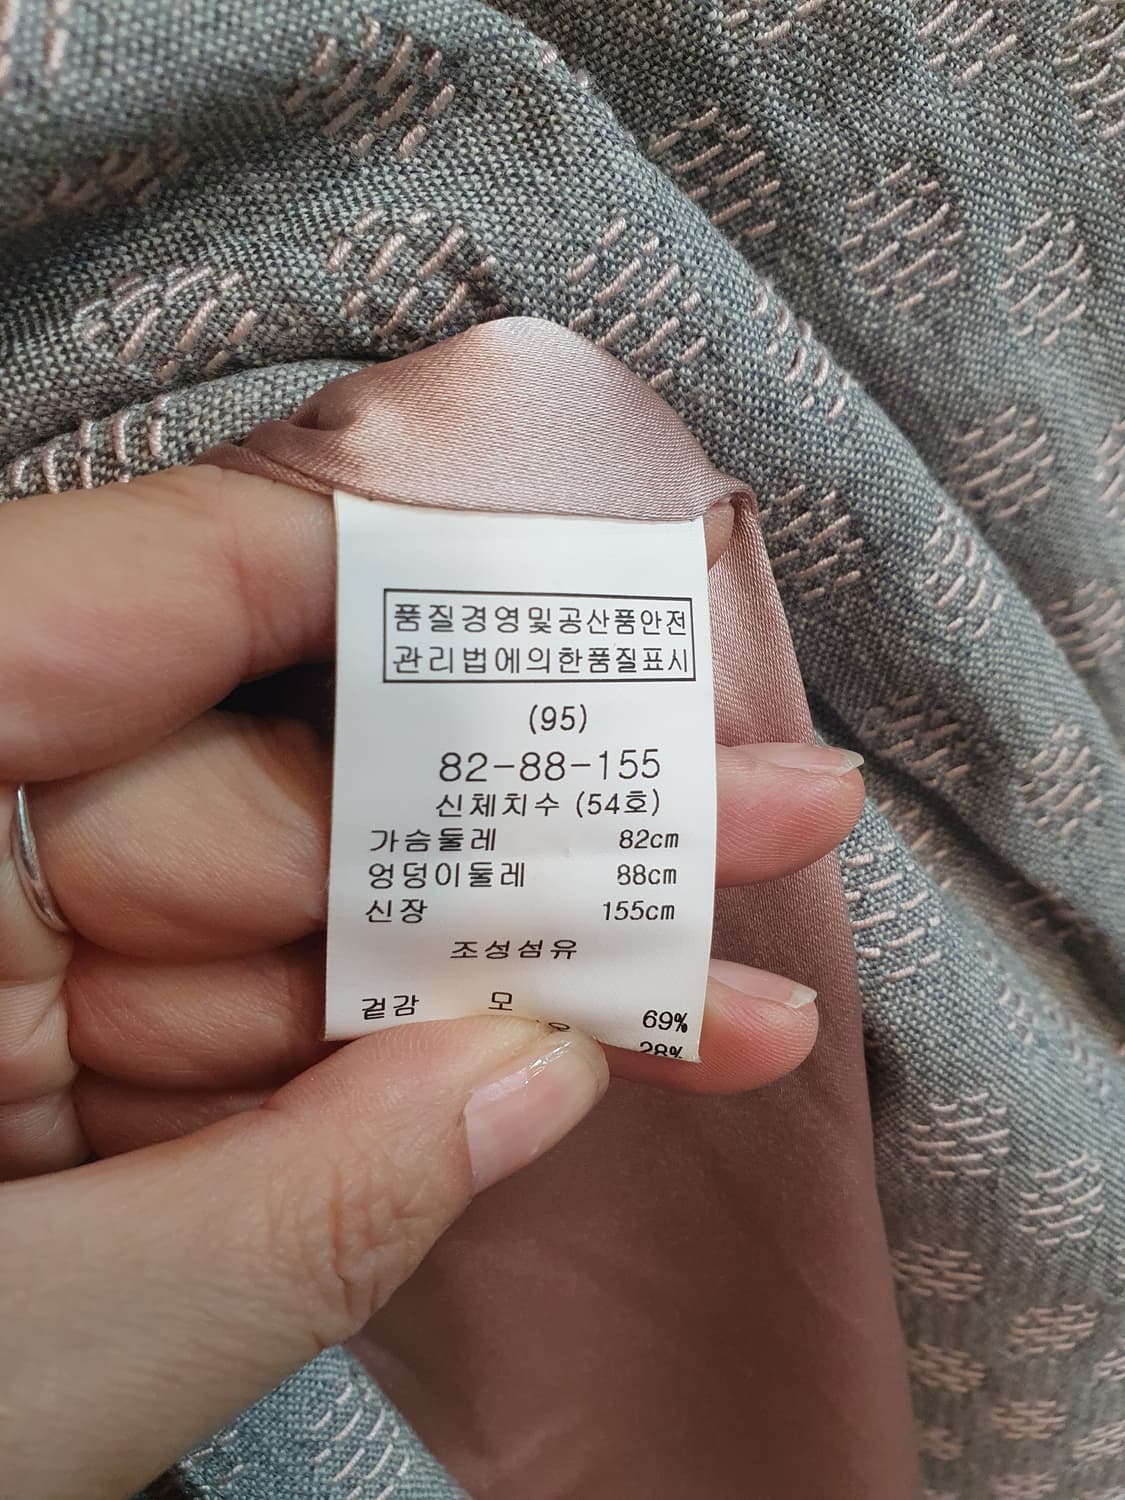 품질경영및공산품안전
관리법에의한품질표시
(95)
82-88-155
신체치수 (54호)
가슴둘레 82cm
엉덩이둘레 88cm
신장 155cm
조성섬유
겉감 모 69%
28%